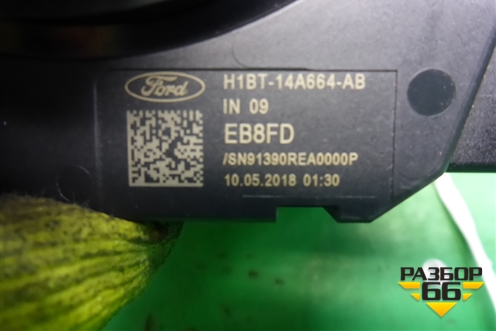 Ford
H1BT-14A664-AB
IN 09
EB8FD
/SN91390REA0000P
10.05.2018 01:30
РАЗБОР
66